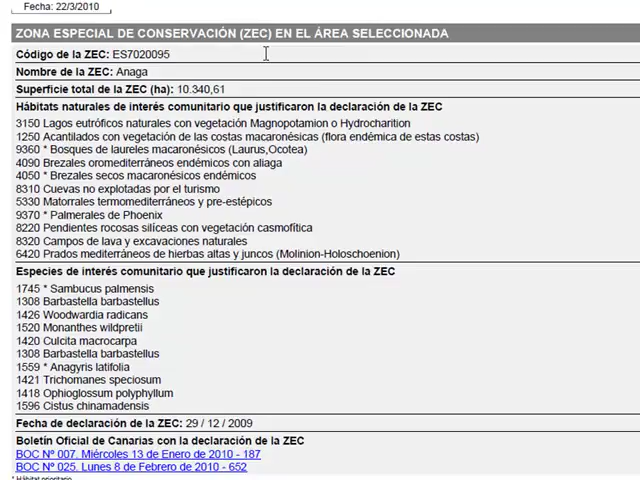 Fecha: 22/3/2010
ZONA ESPECIAL DE CONSERVACIÓN (ZEC) EN EL ÁREA SELECCIONADA
Código de la ZEC: ES7020095
Nombre de la ZEC: Anaga
Superficie total de la ZEC (ha): 10.340,61
Hábitats naturales de interés comunitario que justificaron la declaración de la ZEC
3150 Lagos eutróficos naturales con vegetación Magnopotamion o Hydrocharition
1250 Acantilados con vegetación de las costas macaronésicas (flora endémica de estas costas)
9360 * Bosques de laureles macaronésicos (Laurus,Ocotea)
4090 Brezales oromediterráneos endémicos con aliaga
4050 * Brezales secos macaronésicos endémicos
8310 Cuevas no explotadas por el turismo
5330 Matorrales termomediterráneos y pre-estépicos
9370 * Palmerales de Phoenix
8220 Pendientes rocosas silíceas con vegetación casmofítica
8320 Campos de lava y excavaciones naturales
6420 Prados mediterráneos de hierbas altas y juncos (Molinion-Holoschoenion)
Especies de interés comunitario que justificaron la declaración de la ZEC
1745 * Sambucus palmensis
1308 Barbastella barbastellus
1426 Woodwardia radicans
1520 Monanthes wildpretii
1420 Culcita macrocarpa
1308 Barbastella barbastellus
1559 * Anagyris latifolia
1421 Trichomanes speciosum
1418 Ophioglossum polyphyllum
1596 Cistus chinamadensis
Fecha de declaración de la ZEC: 29 / 12 / 2009
Boletín Oficial de Canarias con la declaración de la ZEC
BOC Nº 007. Miércoles 13 de Enero de 2010 - 187
BOC Nº 025. Lunes 8 de Febrero de 2010 - 652
* Hábitat prioritario